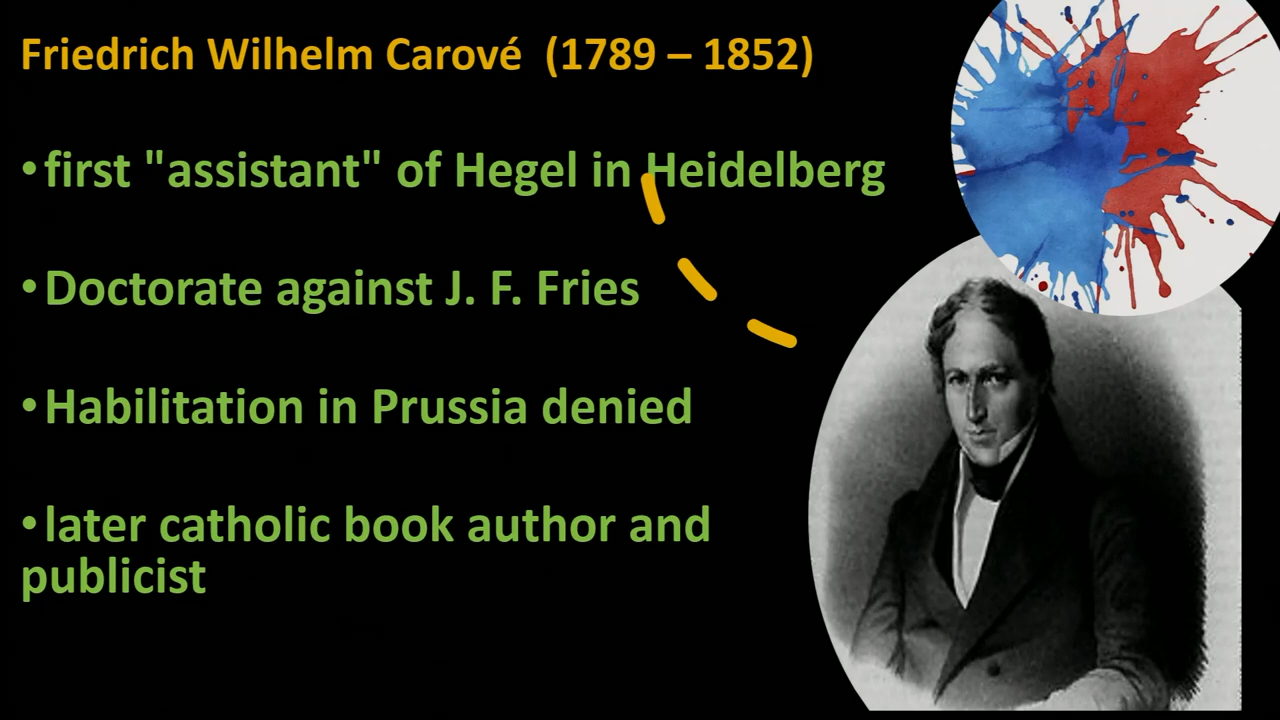 Friedrich Wilhelm Carové (1789 – 1852)
•first "assistant" of Hegel in Heidelberg
•Doctorate against J. F. Fries
•Habilitation in Prussia denied
•later catholic book author and
publicist